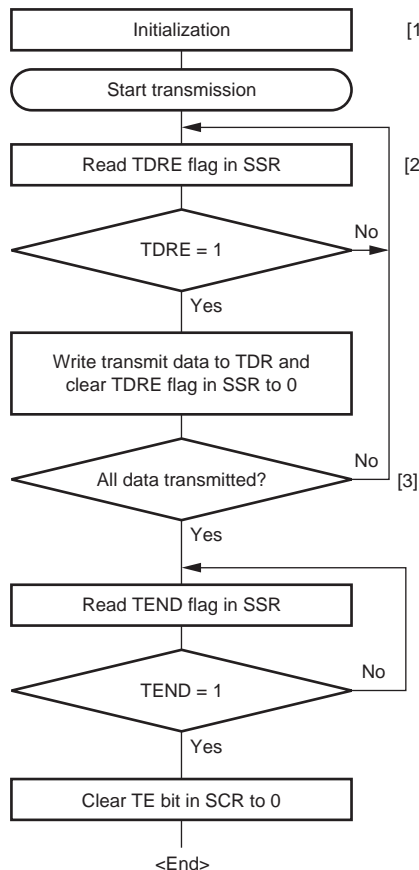 Initialization
[1
Start transmission
Read TDRE flag in SSR
[2
No
TDRE = 1
Yes
Write transmit data to TDR and
clear TDRE flag in SSR to 0
No
All data transmitted?
[3]
Yes
Read TEND flag in SSR
No
TEND = 1
Yes
Clear TE bit in SCR to 0
<End>